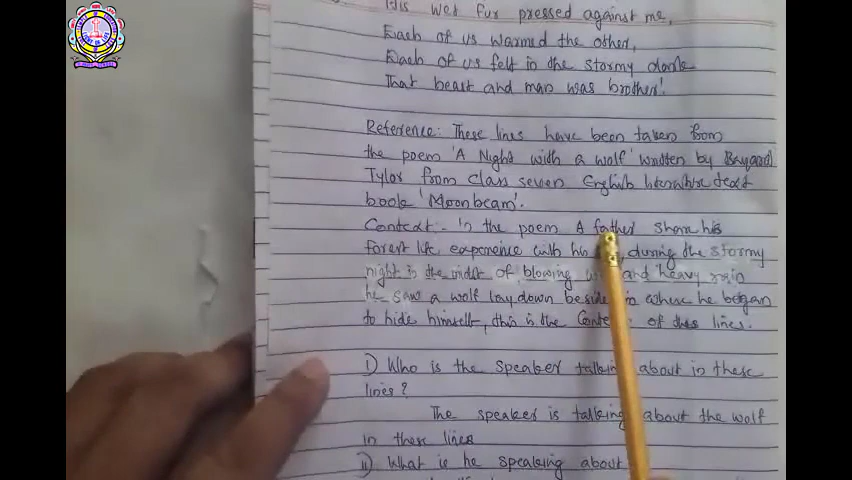 His wet fur pressed against me,
Each of us warmed the other,
Each of us felt in the stormy dark
That beast and man was brother'.
Reference: These lines have been taken from
the poem 'A Night with a wolf' written by Bayard
Tylor from class seven English literature text
book 'Moonbeam'.
Context:- In the poem A father share his
forest life experience with his, during the stormy
night in the midst of blowing and heavy rain
he saw a wolf lay down beside where he began
to hide himself, this is the Context of this lines.
i) Who is the speaker talking about in these
lines?
The speaker is talking about the wolf
in these lines
ii) What is he speaking about